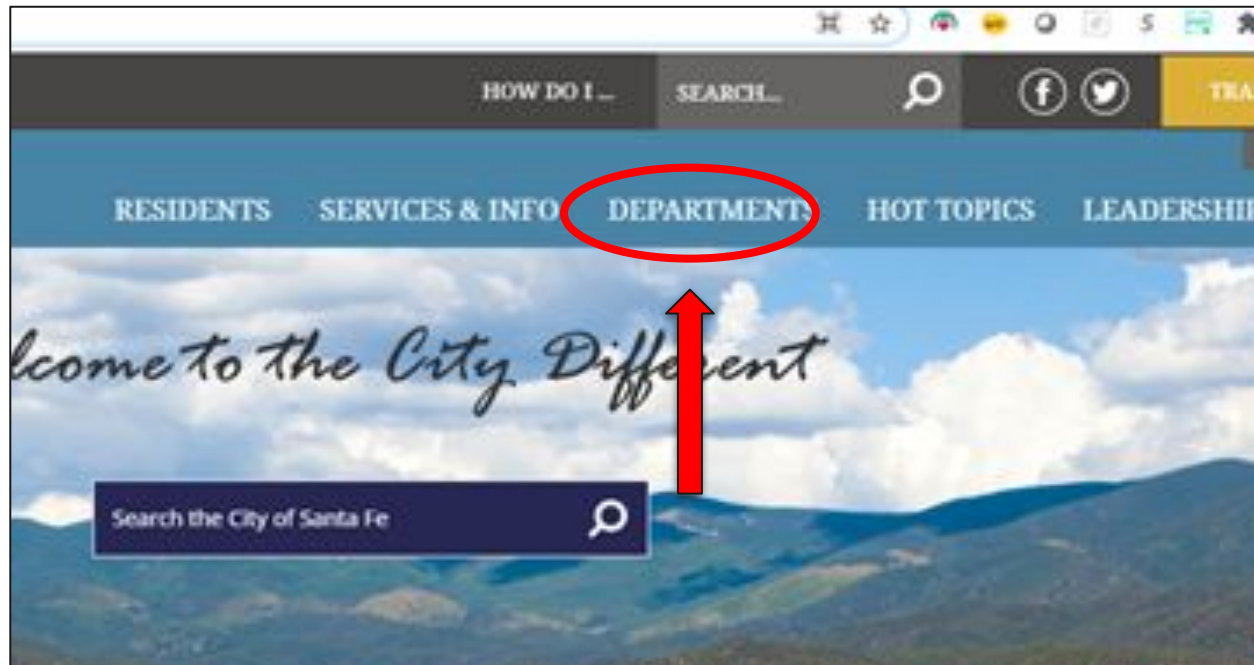 HOW DO I ... SEARCH...
RESIDENTS SERVICES & INFO DEPARTMENTS HOT TOPICS LEADERSHIP
lcome to the City Different
Search the City of Santa Fe